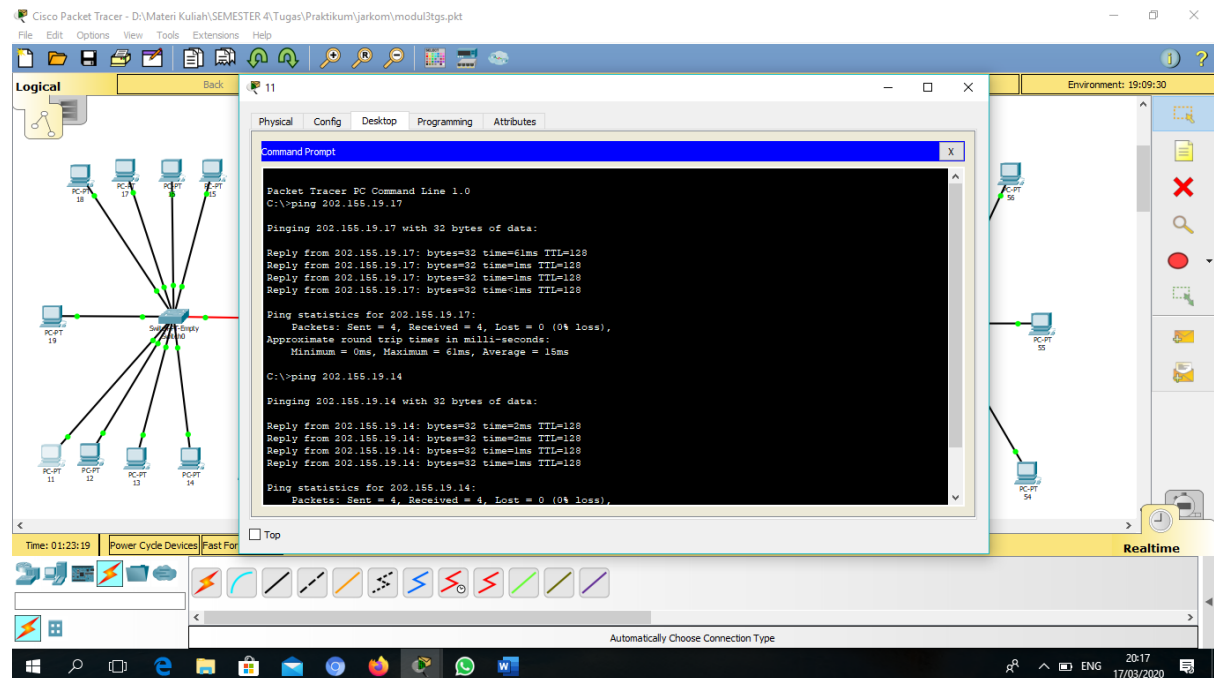 Cisco Packet Tracer - D:\Materi Kuliah\SEMESTER 4\Tugas\Praktikum\jarkom\modul3tgs.pkt
File Edit Options View Tools Extensions Help
Logical
Back
Environment: 19:09:30
11
Physical Config Desktop Programming Attributes
Command Prompt
X
Packet Tracer PC Command Line 1.0
C:\>ping 202.155.19.17
Pinging 202.155.19.17 with 32 bytes of data:
Reply from 202.155.19.17: bytes=32 time=61ms TTL=128
Reply from 202.155.19.17: bytes=32 time=1ms TTL=128
Reply from 202.155.19.17: bytes=32 time=1ms TTL=128
Reply from 202.155.19.17: bytes=32 time<1ms TTL=128
Ping statistics for 202.155.19.17:
Packets: Sent = 4, Received = 4, Lost = 0 (0% loss),
Approximate round trip times in milli-seconds:
Minimum = 0ms, Maximum = 61ms, Average = 15ms
C:\>ping 202.155.19.14
Pinging 202.155.19.14 with 32 bytes of data:
Reply from 202.155.19.14: bytes=32 time=2ms TTL=128
Reply from 202.155.19.14: bytes=32 time=2ms TTL=128
Reply from 202.155.19.14: bytes=32 time=1ms TTL=128
Reply from 202.155.19.14: bytes=32 time=1ms TTL=128
Ping statistics for 202.155.19.14:
Packets: Sent = 4, Received = 4, Lost = 0 (0% loss),
Top
PC-PT
18
PC-PT
17
PC-PT
16
PC-PT
15
PC-PT
19
PC-PT
11
PC-PT
12
PC-PT
13
PC-PT
14
PC-PT
56
PC-PT
55
PC-PT
54
Time: 01:23:19 Power Cycle Devices Fast For
Realtime
Automatically Choose Connection Type
ENG
20:17
17/03/2020